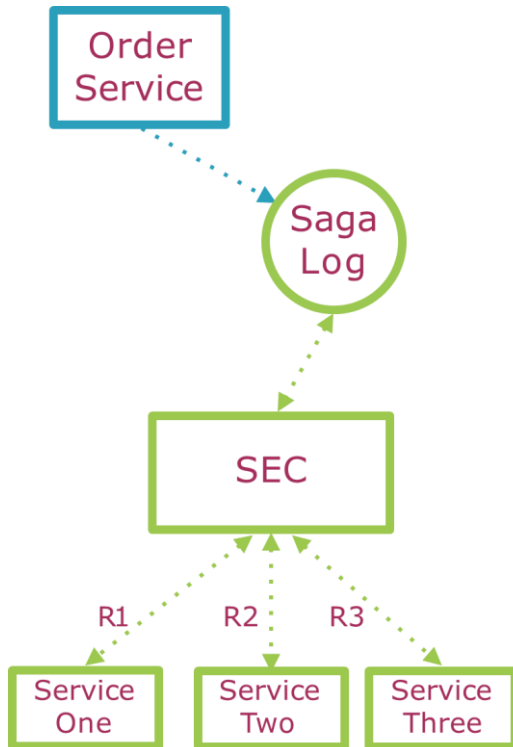 Order
Service
Saga
Log
SEC
R1
R2
R3
Service
One
Service
Two
Service
Three